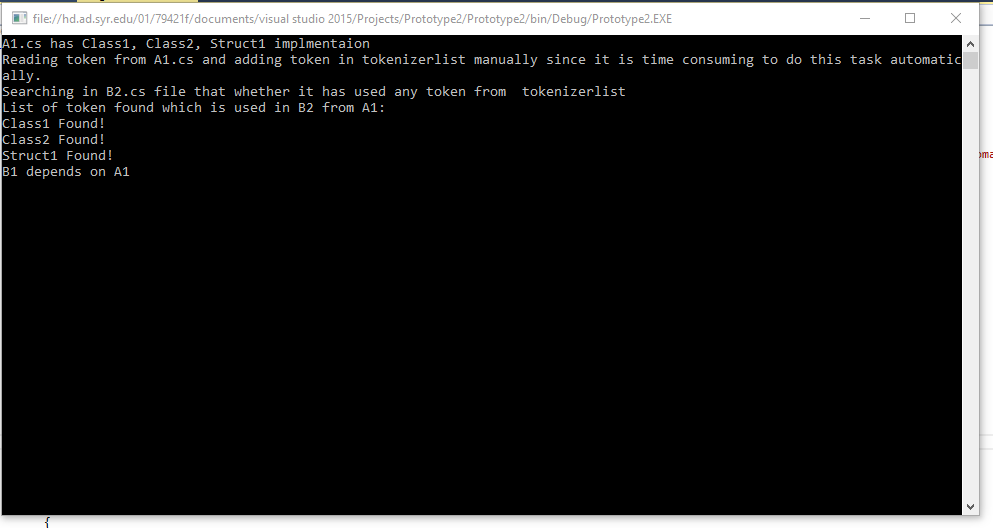 file://hd.ad.syr.edu/01/79421f/documents/visual studio 2015/Projects/Prototype2/Prototype2/bin/Debug/Prototype2.EXE
A1.cs has Class1, Class2, Struct1 implmentaion
Reading token from A1.cs and adding token in tokenizerlist manually since it is time consuming to do this task automatic
ally.
Searching in B2.cs file that whether it has used any token from  tokenizerlist
List of token found which is used in B2 from A1:
Class1 Found!
Class2 Found!
Struct1 Found!
B1 depends on A1
oma
{